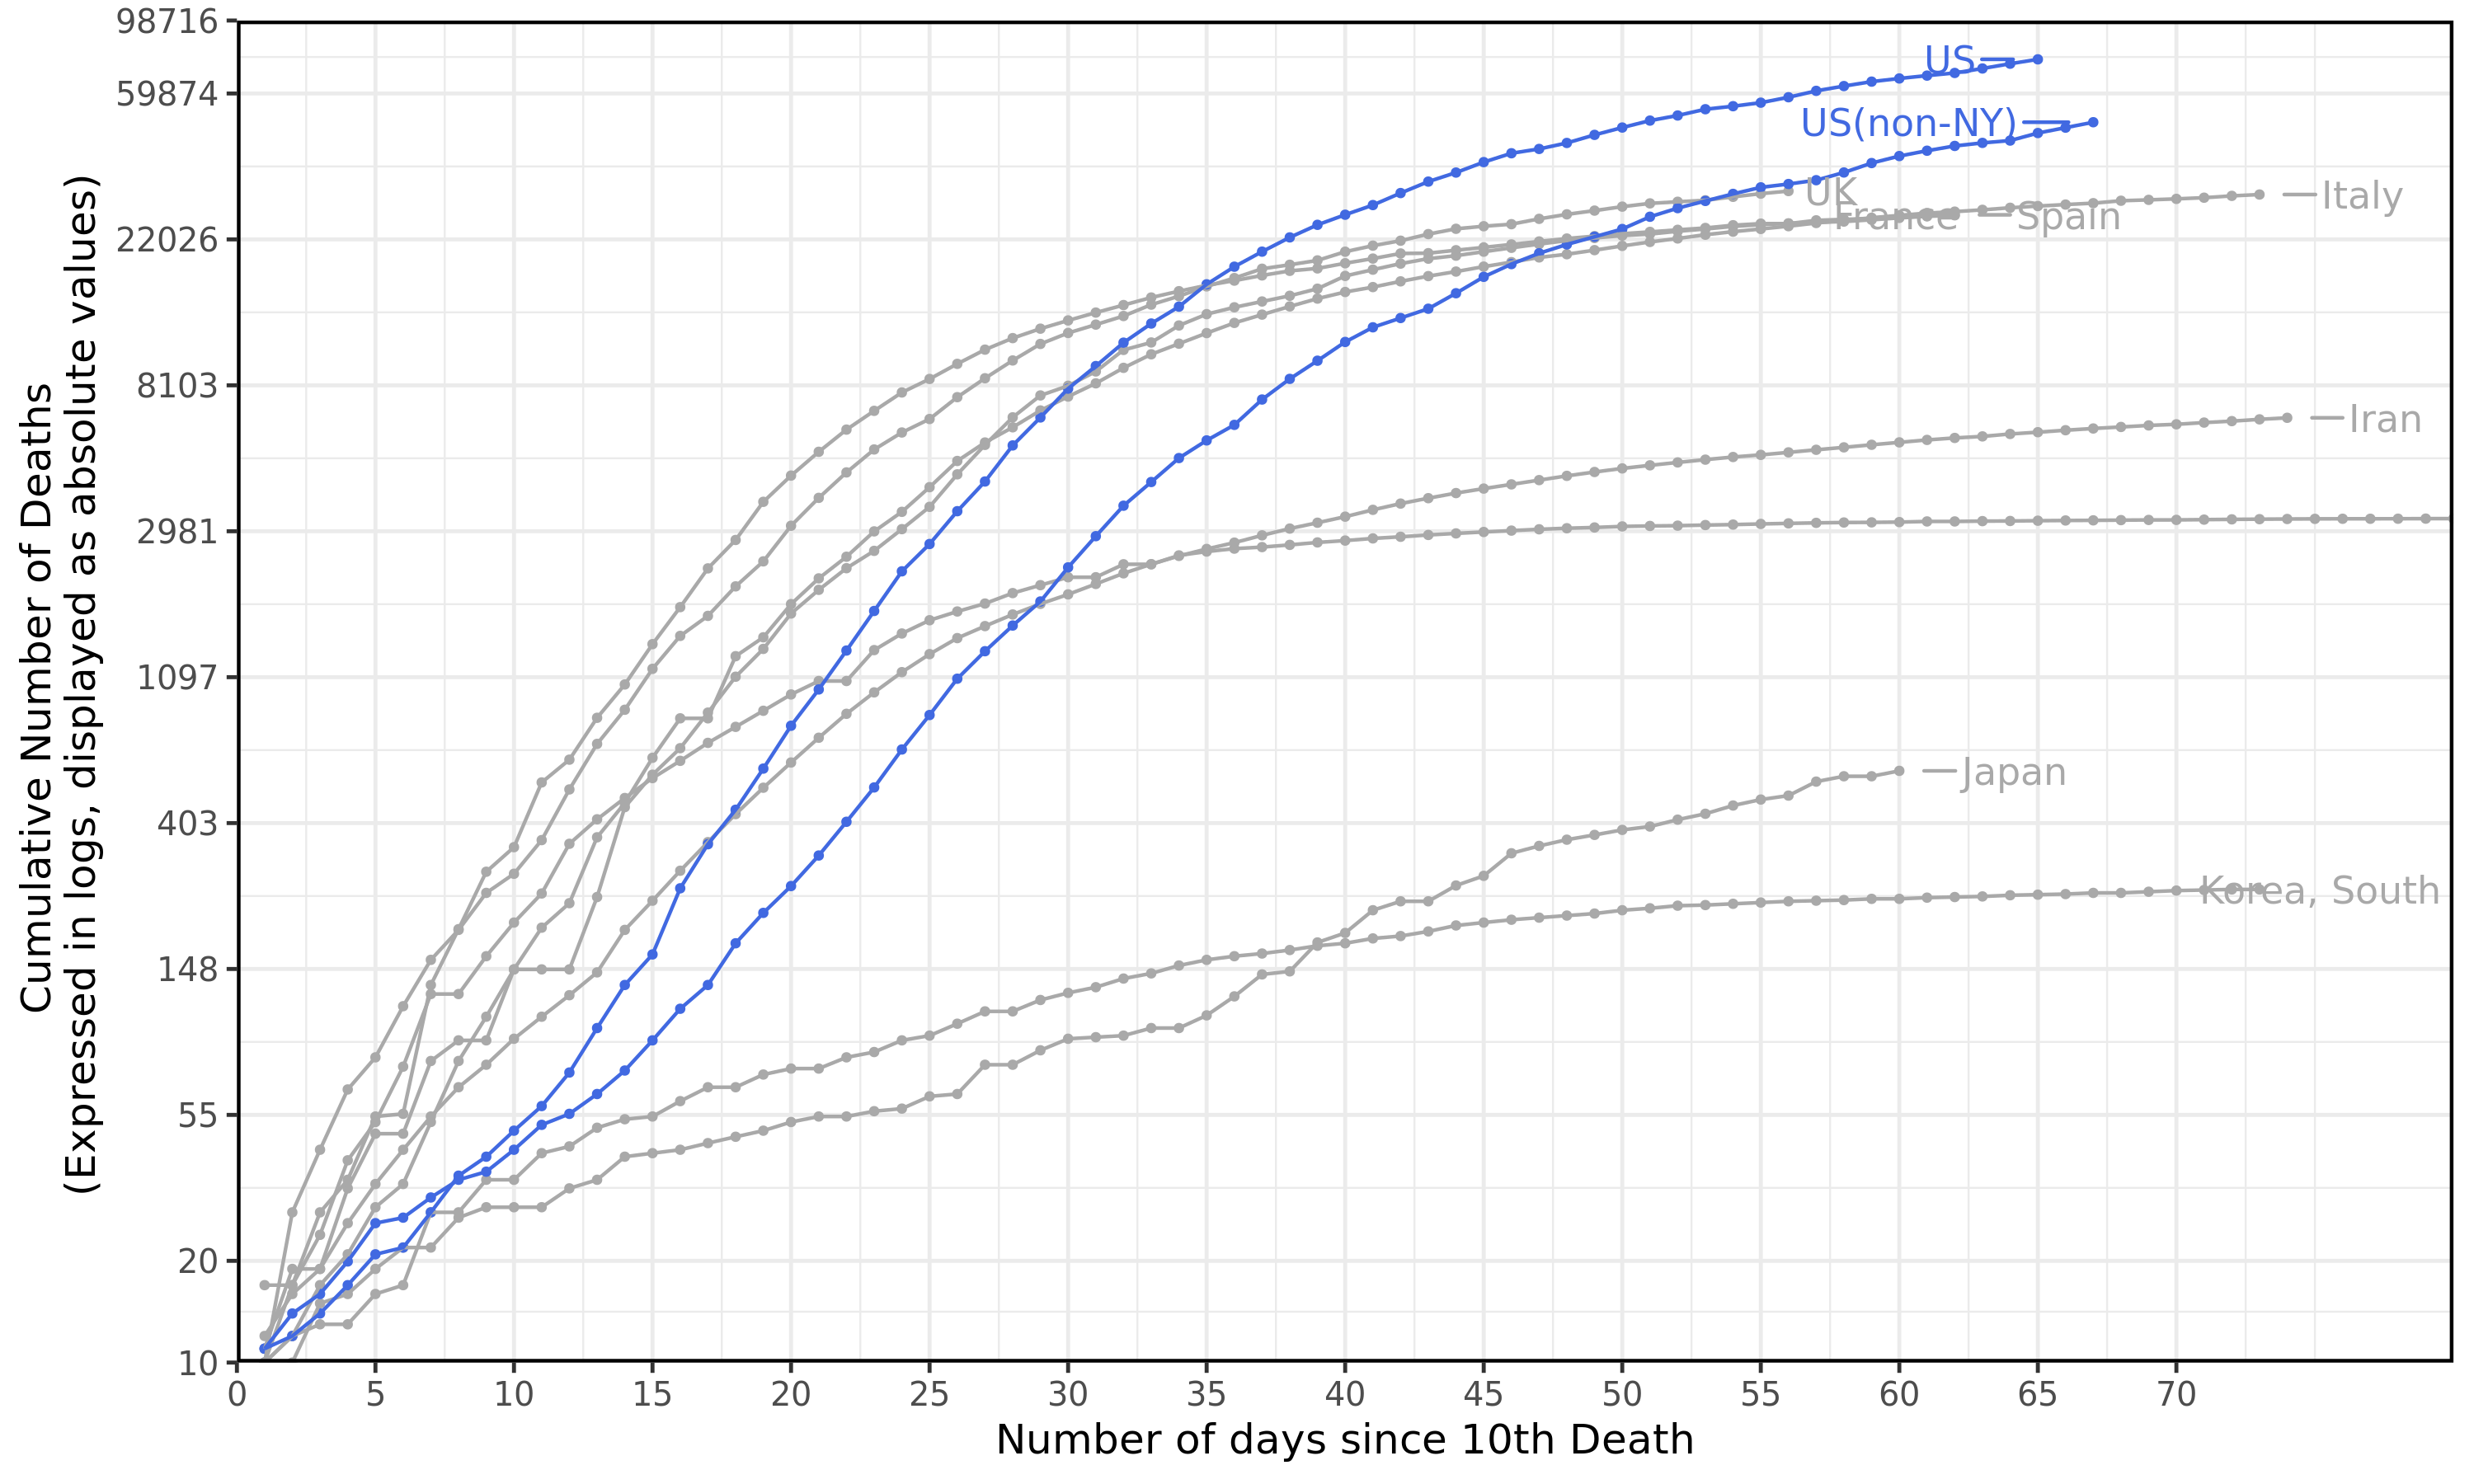 Cumulative Number of Deaths
(Expressed in logs, displayed as absolute values)
98716
59874
22026
8103
2981
1097
403
148
55
20
10
US
US(non-NY)
UK
Italy
France
Spain
Iran
Japan
Korea, South
0 5 10 15 20 25 30 35 40 45 50 55 60 65 70
Number of days since 10th Death